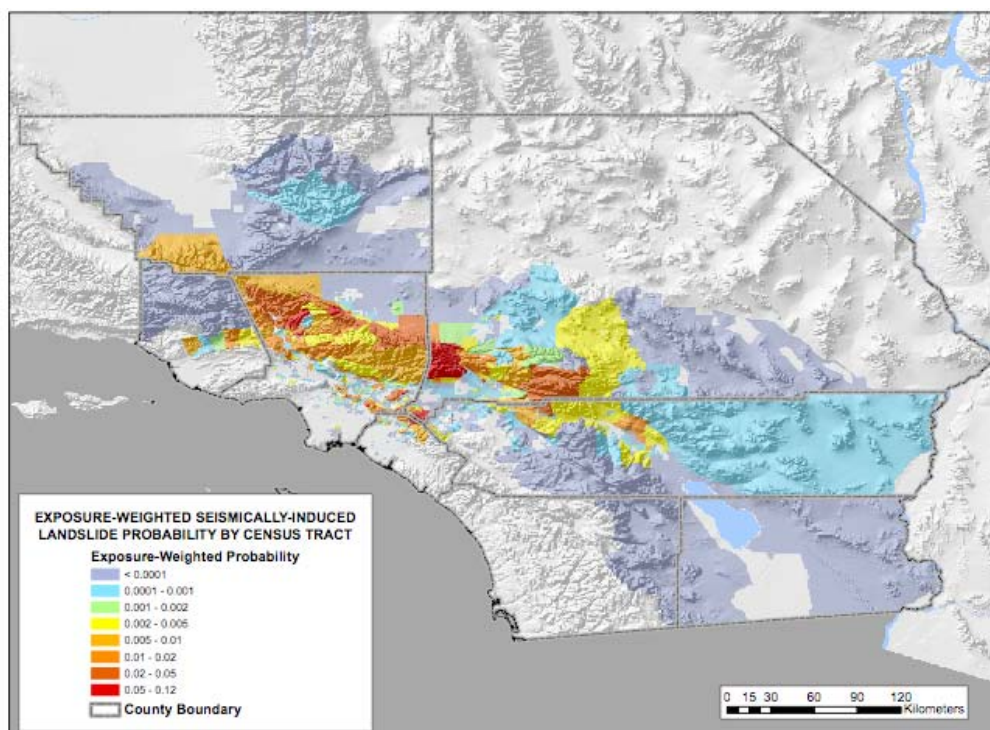 EXPOSURE-WEIGHTED SEISMICALLY-INDUCED
LANDSLIDE PROBABILITY BY CENSUS TRACT
Exposure-Weighted Probability
< 0.0001
0.0001 - 0.001
0.001 - 0.002
0.002 - 0.005
0.005 - 0.01
0.01 - 0.02
0.02 - 0.05
0.05 - 0.12
County Boundary
0 15 30 60 90 120
Kilometers